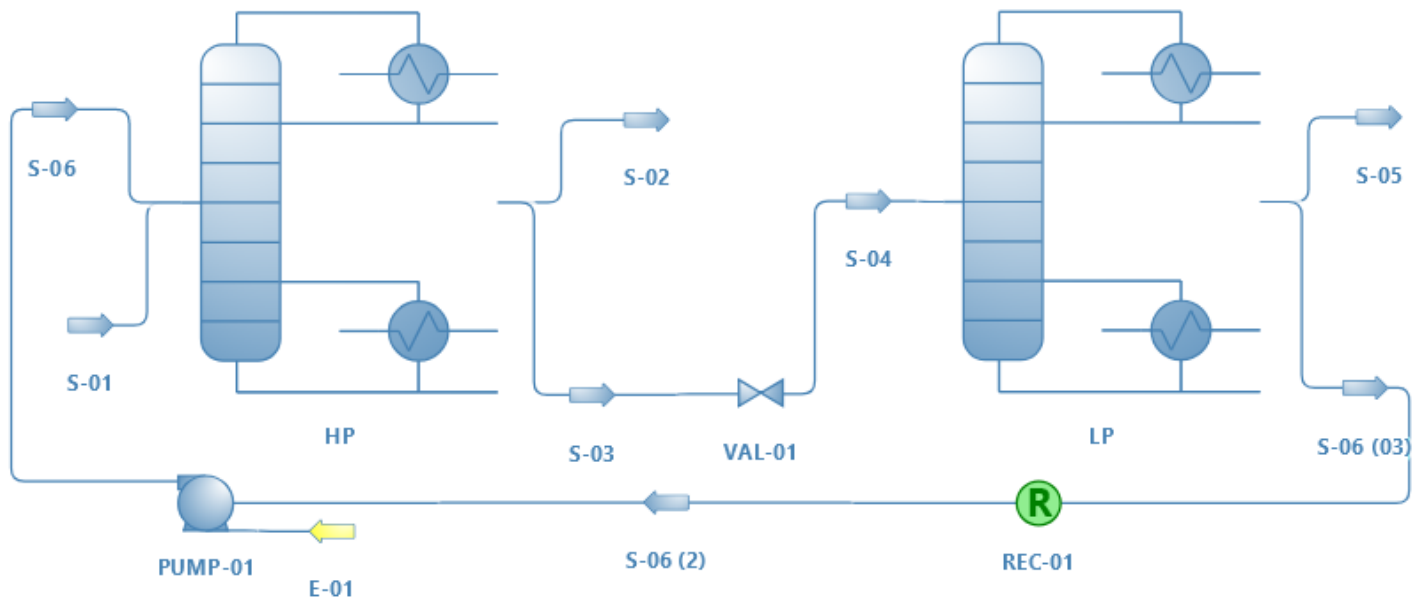 S-06
S-02
S-05
S-04
S-01
HP
S-03
VAL-01
LP
S-06 (03)
R
PUMP-01
E-01
S-06 (2)
REC-01